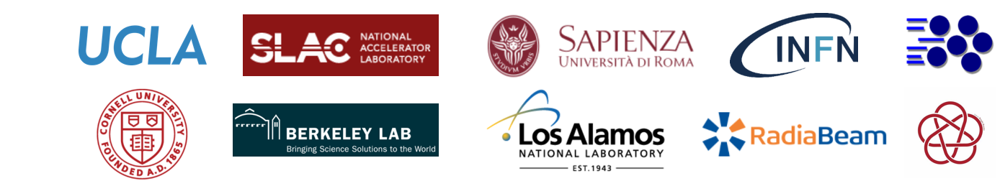 UCLA
SLAC
NATIONAL
ACCELERATOR
LABORATORY
STVDIVM VRBIS
SAPIENZA
UNIVERSITÀ DI ROMA
INFN
CORNELL UNIVERSITY
FOUNDED A.D. 1865
BERKELEY LAB
Bringing Science Solutions to the World
Los Alamos
NATIONAL LABORATORY
EST.1943
RadiaBeam